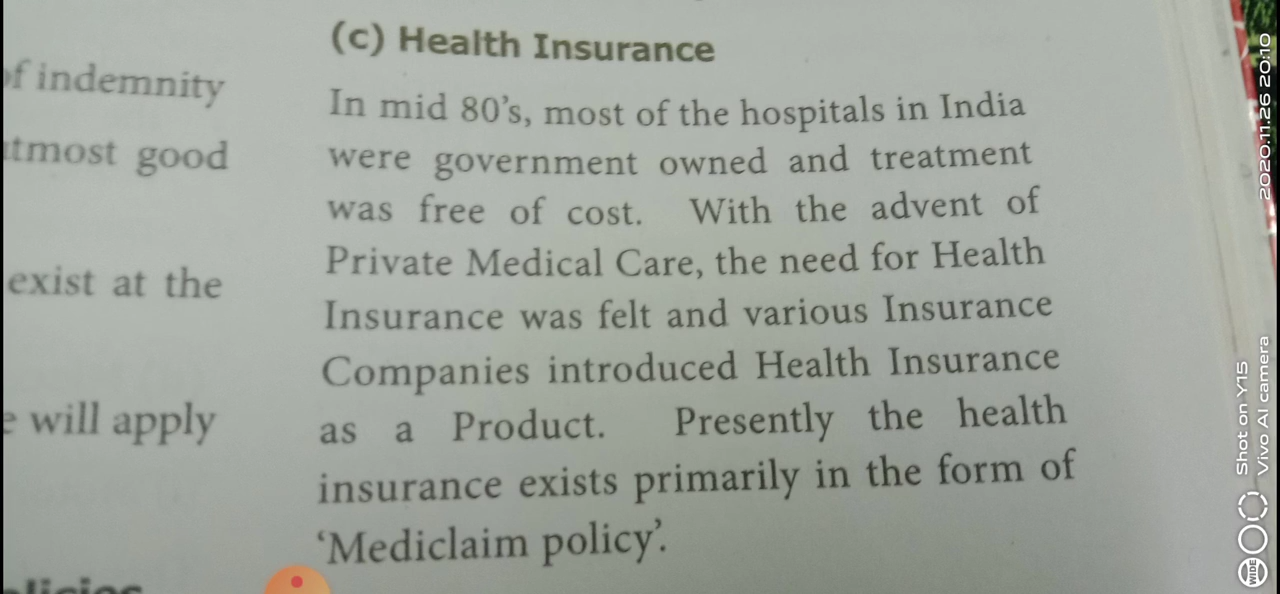 of indemnity
utmost good
exist at the
will apply
(c) Health Insurance
In mid 80's, most of the hospitals in India
were government owned and treatment
was free of cost. With the advent of
Private Medical Care, the need for Health
Insurance was felt and various Insurance
Companies introduced Health Insurance
as a Product. Presently the health
insurance exists primarily in the form of
‘Mediclaim policy’.
Shot on Y15
Vivo AI camera
2020.11.26 20:10
WIDE